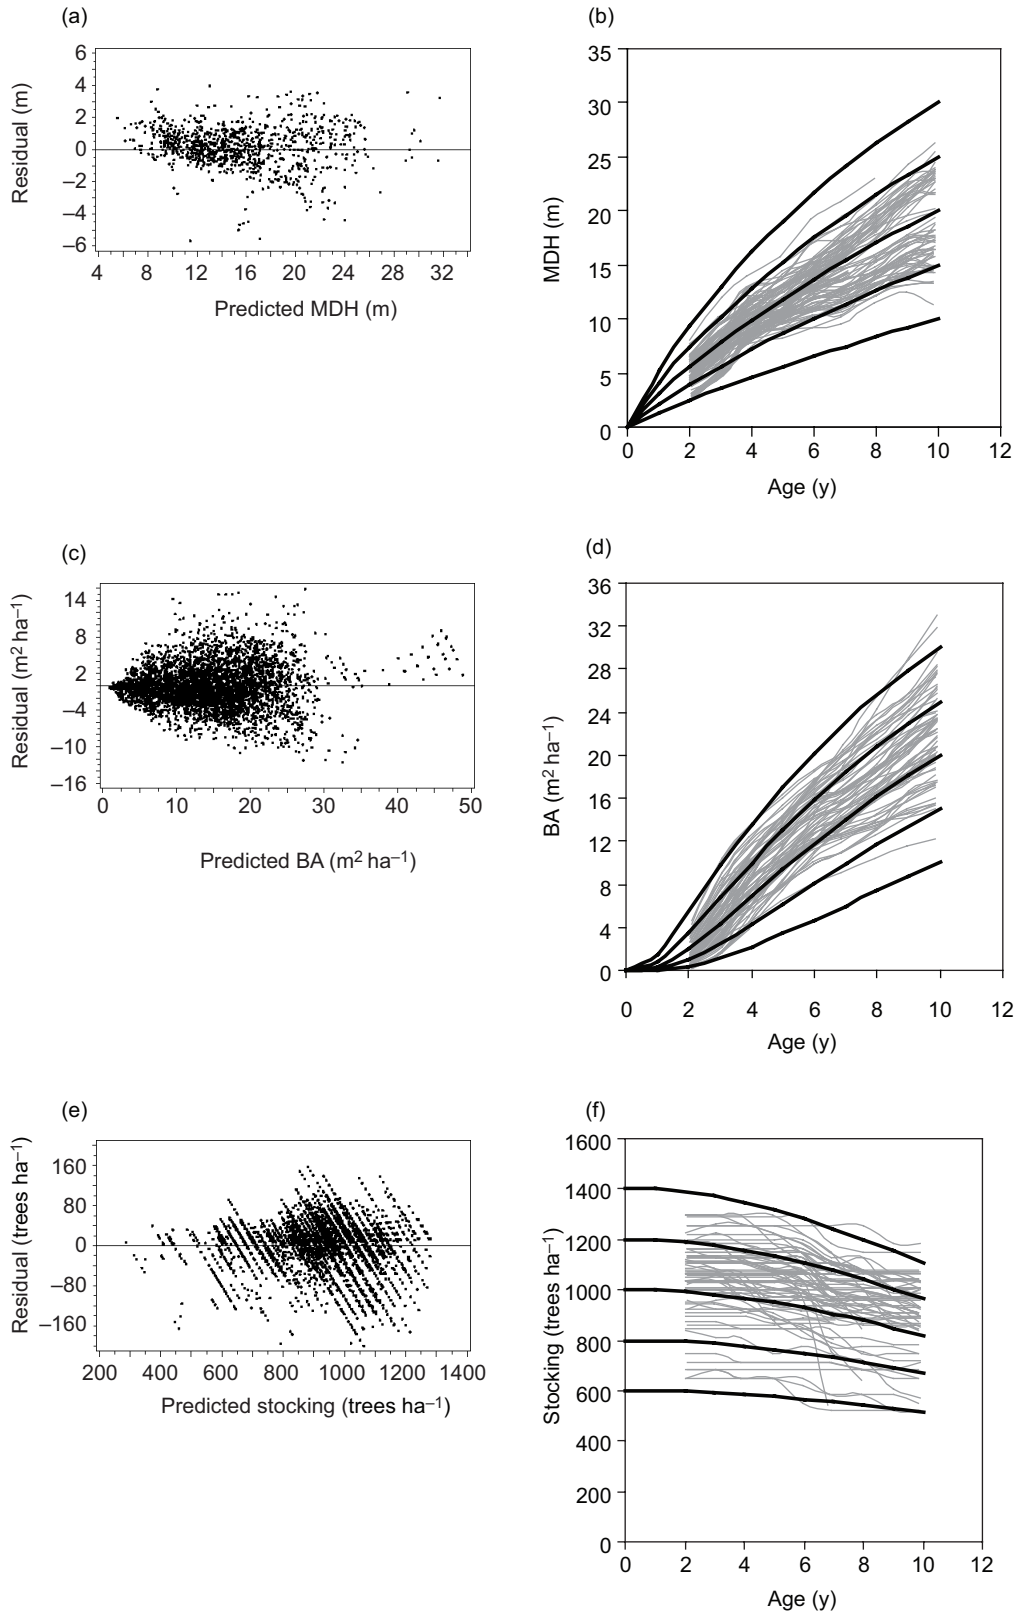 (a)
6
4
2
0
–2
–4
–6
Residual (m)
4 8 12 16 20 24 28 32
Predicted MDH (m)
(b)
35
30
25
20
15
10
5
0
MDH (m)
0 2 4 6 8 10 12
Age (y)
(c)
14
8
2
–4
–10
–16
Residual (m2 ha–1)
0 10 20 30 40 50
Predicted BA (m2 ha–1)
(d)
36
32
28
24
20
16
12
8
4
0
BA (m2 ha–1)
0 2 4 6 8 10 12
Age (y)
(e)
160
80
0
–80
–160
Residual (trees ha–1)
200 400 600 800 1000 1200 1400
Predicted stocking (trees ha–1)
(f)
1600
1400
1200
1000
800
600
400
200
0
Stocking (trees ha–1)
0 2 4 6 8 10 12
Age (y)